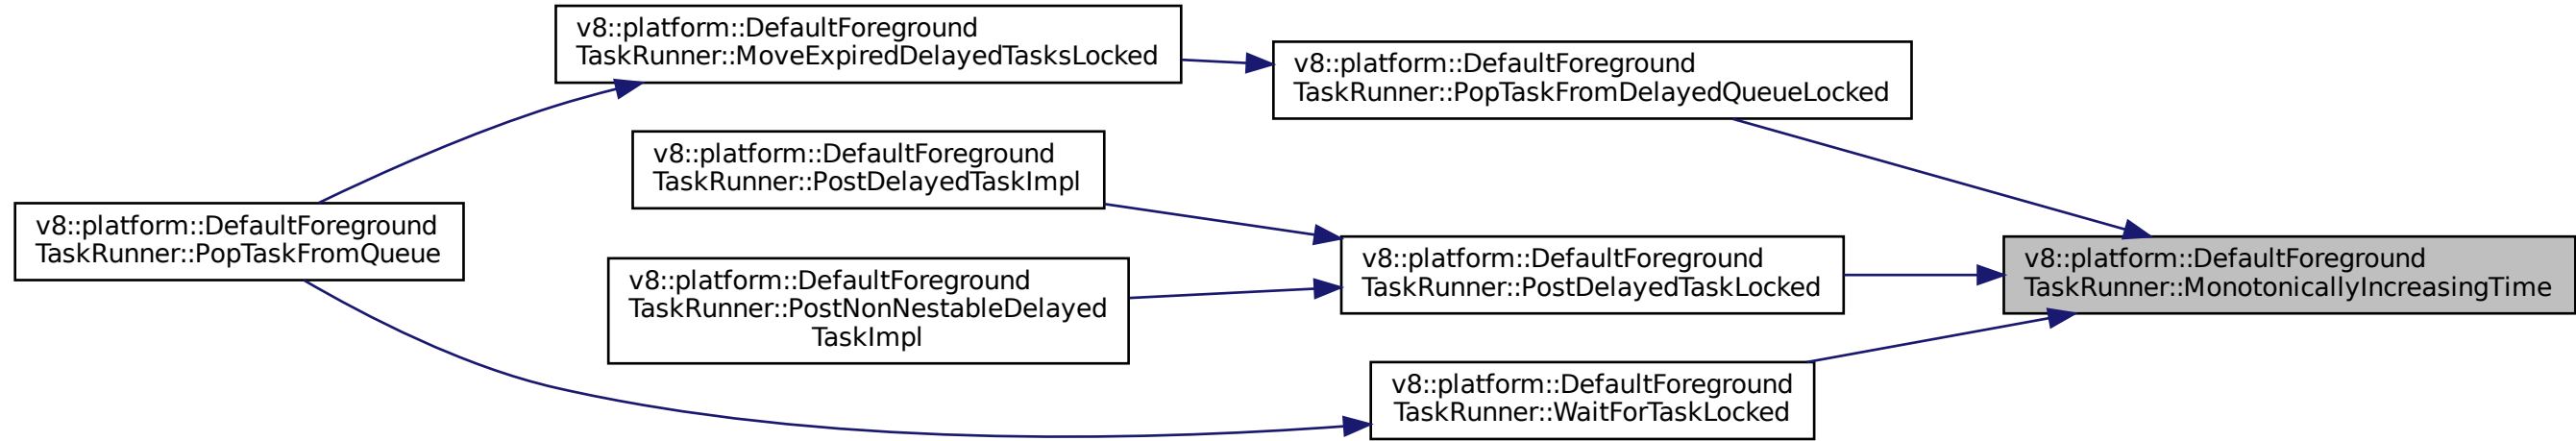 v8::platform::DefaultForeground
TaskRunner::MoveExpiredDelayedTasksLocked
v8::platform::DefaultForeground
TaskRunner::PopTaskFromDelayedQueueLocked
v8::platform::DefaultForeground
TaskRunner::PostDelayedTaskImpl
v8::platform::DefaultForeground
TaskRunner::PopTaskFromQueue
v8::platform::DefaultForeground
TaskRunner::PostNonNestableDelayed
TaskImpl
v8::platform::DefaultForeground
TaskRunner::PostDelayedTaskLocked
v8::platform::DefaultForeground
TaskRunner::MonotonicallyIncreasingTime
v8::platform::DefaultForeground
TaskRunner::WaitForTaskLocked